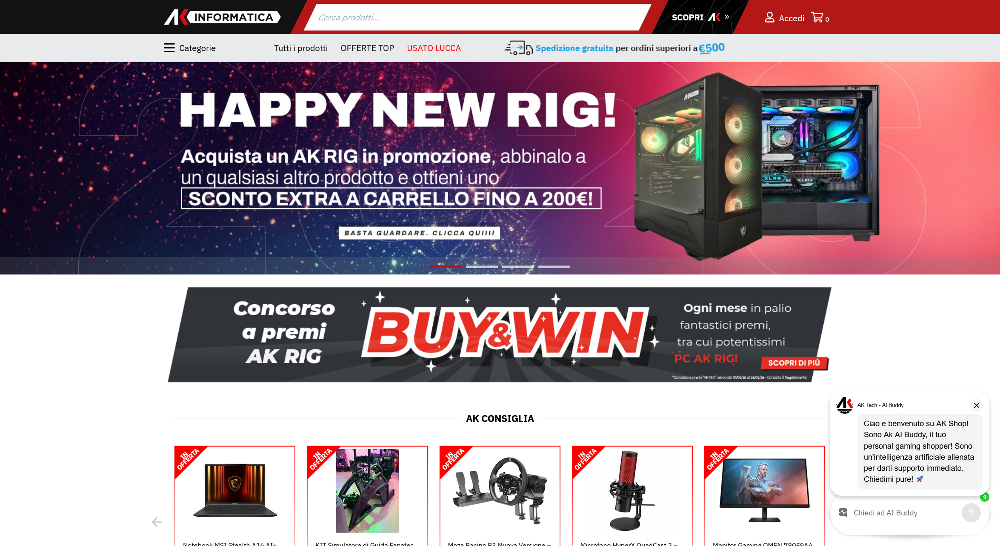 AK INFORMATICA
Cerca prodotti...
SCOPRI AK »
Accedi
0
Categorie
Tutti i prodotti
OFFERTE TOP
USATO LUCCA
Spedizione gratuita per ordini superiori a €500
HAPPY NEW RIG!
Acquista un AK RIG in promozione, abbinalo a
un qualsiasi altro prodotto e ottieni uno
SCONTO EXTRA A CARRELLO FINO A 200€!
BASTA GUARDARE. CLICCA QUIIII
XLR8
GEFORCE RTX
Concorso
a premi
AK RIG
BUY&WIN
Ogni mese in palio
fantastici premi,
tra cui potentissimi
PC AK RIG!
SCOPRI DI PIÙ
*Concorso a premi "AK RIG" valido dal 01/09/25 al 28/02/26 - Consulta il Regolamento
AK CONSIGLIA
IN
OFFERTA
IN
OFFERTA
IN
OFFERTA
IN
OFFERTA
IN
OFFERTA
Notebook MSI Stealth A16 AI+
KIT Simulatore di Guida Fanatec
Moza Racing R3 Nuova Versione –
Microfono HyperX QuadCast 2 –
Monitor Gaming OMEN 780F9AA
AK Tech - AI Buddy
Ciao e benvenuto su AK Shop!
Sono Ak AI Buddy, il tuo
personal gaming shopper! Sono
un'intelligenza artificiale allenata
per darti supporto immediato.
Chiedimi pure! 🚀
1
Chiedi ad AI Buddy